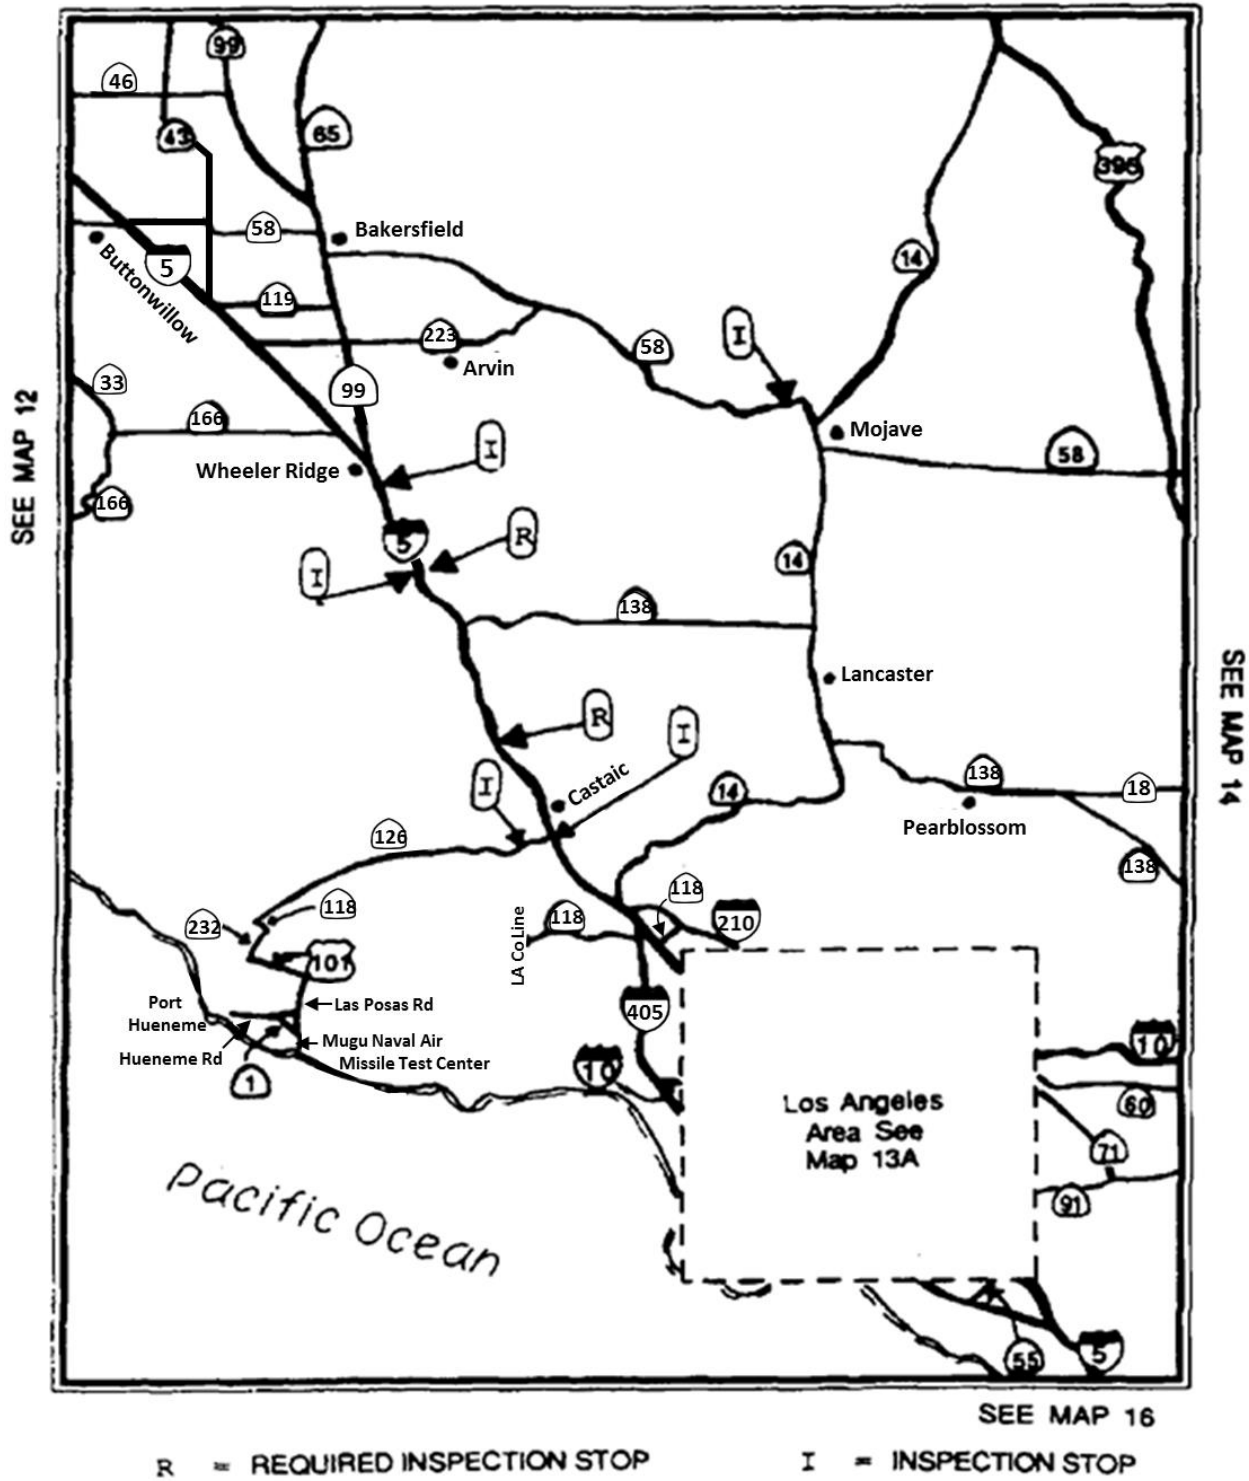 99
46
43
65
395
58
Bakersfield
5
Buttonwillow
14
119
I
223
58
Arvin
33
99
SEE MAP 12
166
Mojave
I
58
Wheeler Ridge
166
5
R
I
14
138
SEE MAP 14
Lancaster
R
I
I
Castaic
138
14
18
Pearblossom
126
138
118
118
232
118
210
LA Co Line
101
Port
Hueneme
Las Posas Rd
405
Hueneme Rd
Mugu Naval Air
Missile Test Center
10
10
1
60
Los Angeles
Area See
Map 13A
71
91
Pacific Ocean
55
5
SEE MAP 16
R = REQUIRED INSPECTION STOP
I = INSPECTION STOP